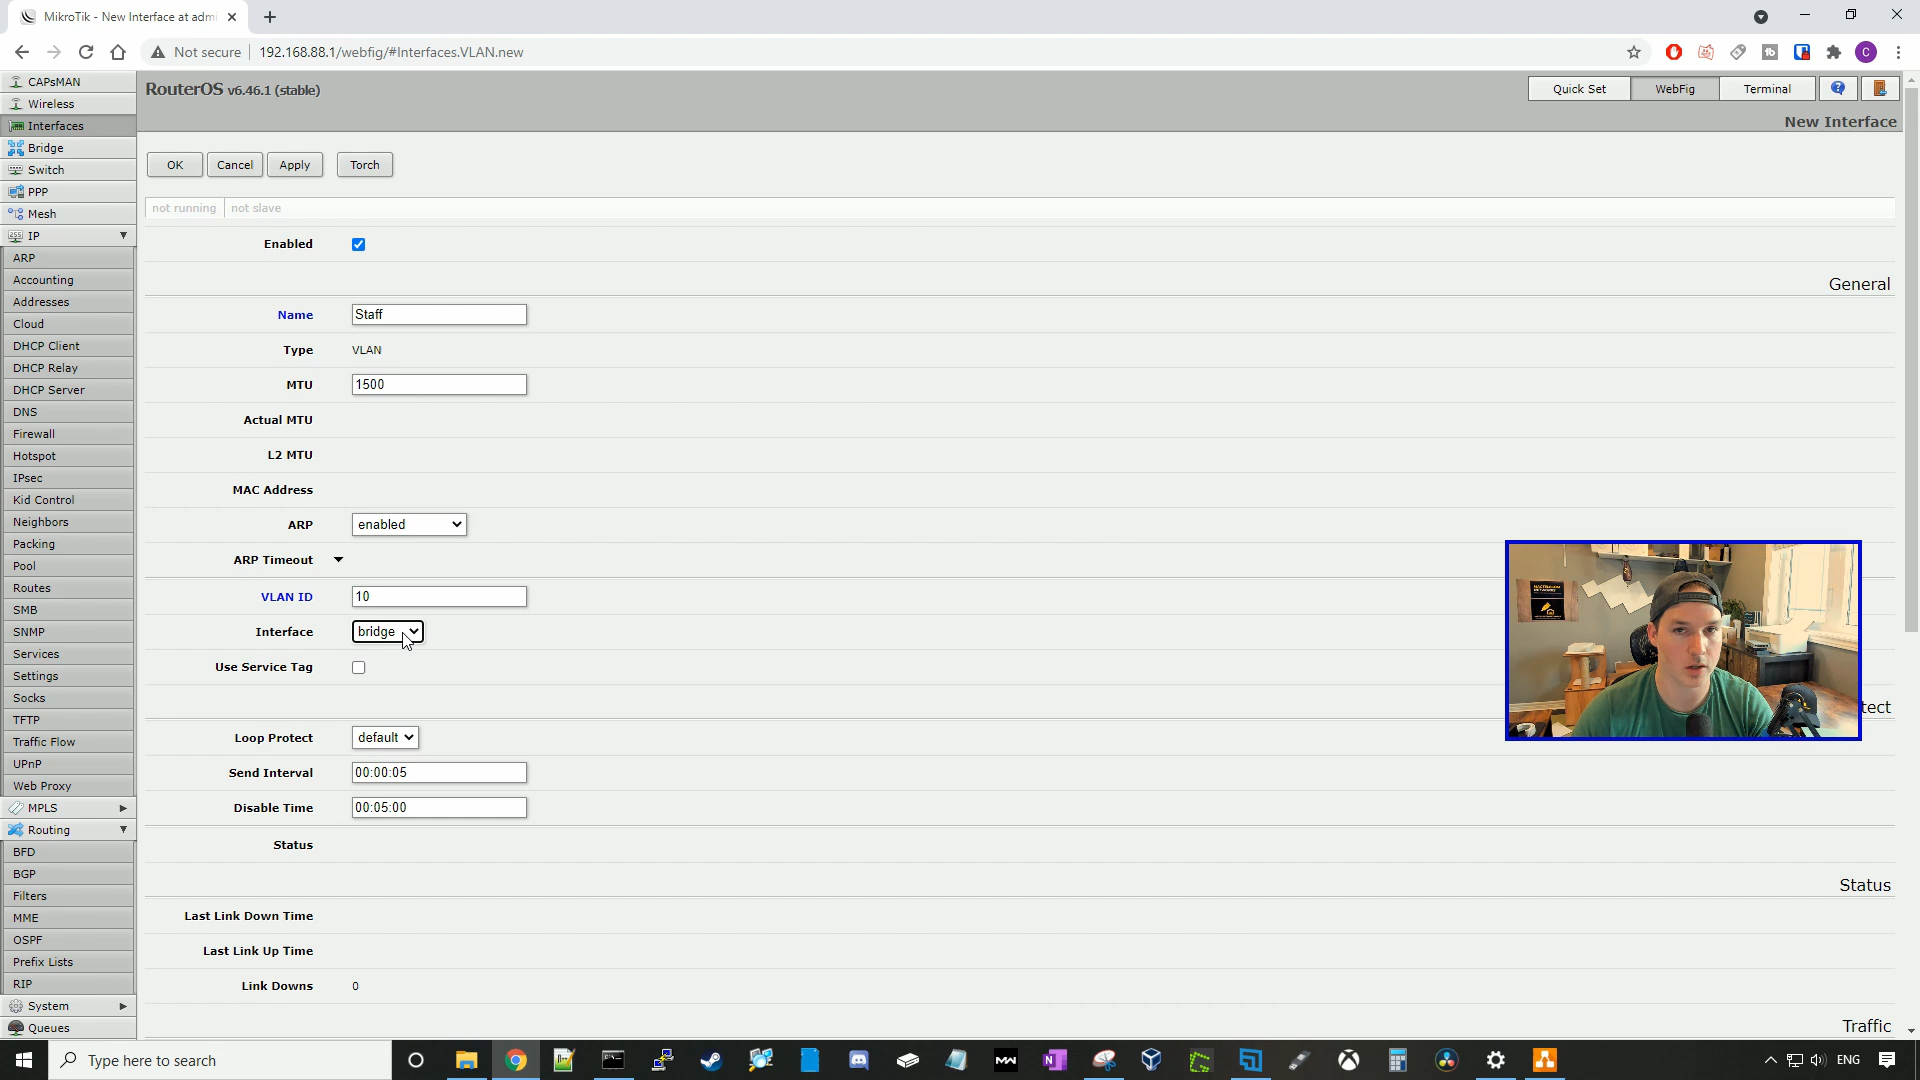 MikroTik - New Interface at admi
Not secure
192.168.88.1/webfig/#Interfaces.VLAN.new
CAPsMAN
Wireless
Interfaces
Bridge
Switch
PPP
Mesh
IP
ARP
Accounting
Addresses
Cloud
DHCP Client
DHCP Relay
DHCP Server
DNS
Firewall
Hotspot
IPsec
Kid Control
Neighbors
Packing
Pool
Routes
SMB
SNMP
Services
Settings
Socks
TFTP
Traffic Flow
UPnP
Web Proxy
MPLS
Routing
BFD
BGP
Filters
MME
OSPF
Prefix Lists
RIP
System
Queues
RouterOS v6.46.1 (stable)
Quick Set
WebFig
Terminal
New Interface
OK
Cancel
Apply
Torch
not running
not slave
Enabled
General
Name Staff
Type VLAN
MTU 1500
Actual MTU
L2 MTU
MAC Address
ARP enabled
ARP Timeout
VLAN ID 10
Interface bridge
Use Service Tag
tect
Loop Protect default
Send Interval 00:00:05
Disable Time 00:05:00
Status
Status
Last Link Down Time
Last Link Up Time
Link Downs 0
Traffic
Type here to search
ENG